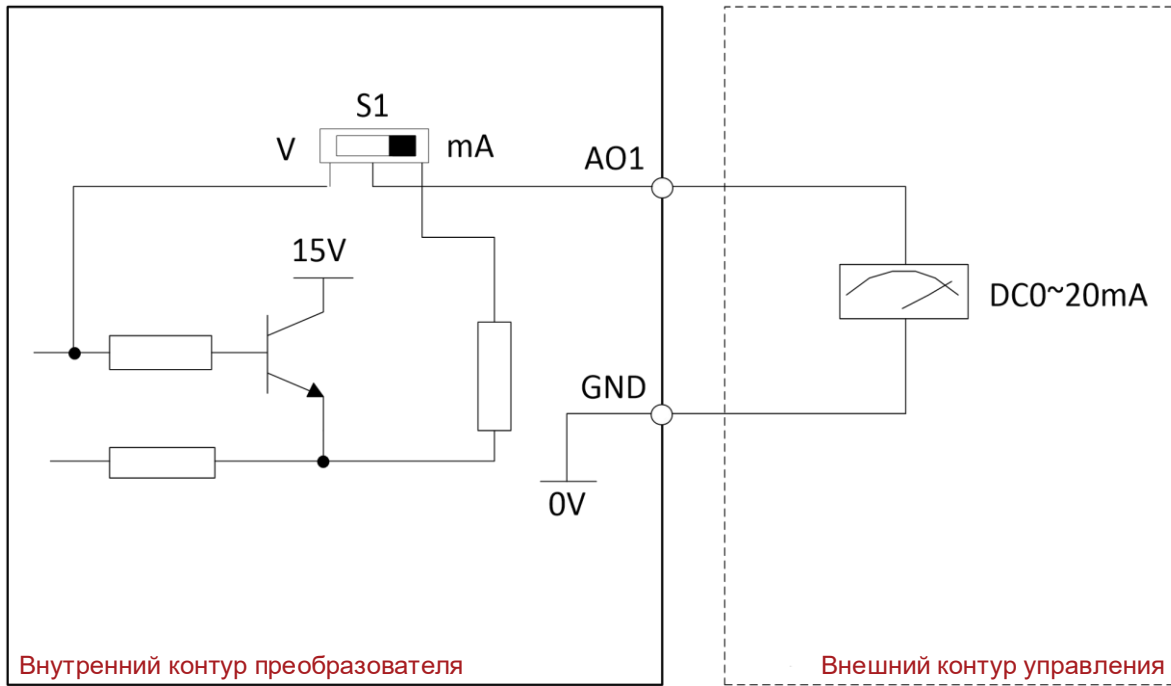 S1
V
mA
AO1
15V
DC0~20mA
GND
0V
Внутренний контур преобразователя
Внешний контур управления